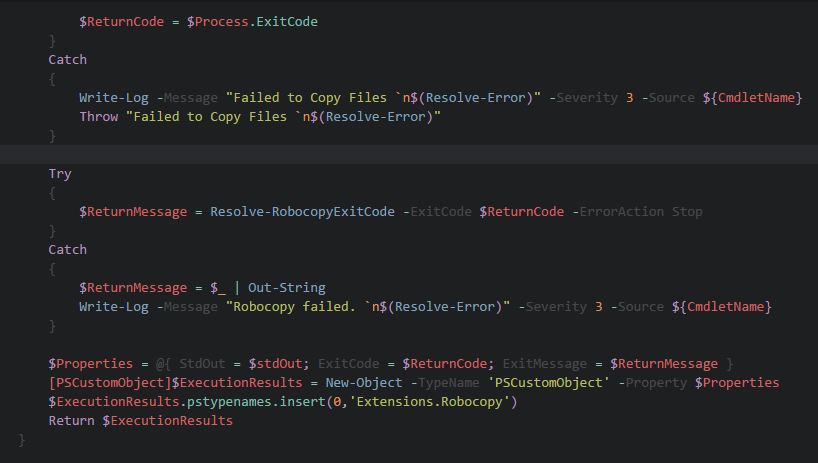 $ReturnCode = $Process.ExitCode
}
Catch
{
Write-Log -Message "Failed to Copy Files `n$(Resolve-Error)" -Severity 3 -Source ${CmdletName}
Throw "Failed to Copy Files `n$(Resolve-Error)"
}
Try
{
$ReturnMessage = Resolve-RobocopyExitCode -ExitCode $ReturnCode -ErrorAction Stop
}
Catch
{
$ReturnMessage = $_ | Out-String
Write-Log -Message "Robocopy failed. `n$(Resolve-Error)" -Severity 3 -Source ${CmdletName}
}
$Properties = @{ StdOut = $stdOut; ExitCode = $ReturnCode; ExitMessage = $ReturnMessage }
[PSCustomObject]$ExecutionResults = New-Object -TypeName 'PSCustomObject' -Property $Properties
$ExecutionResults.pstypenames.insert(0,'Extensions.Robocopy')
Return $ExecutionResults
}